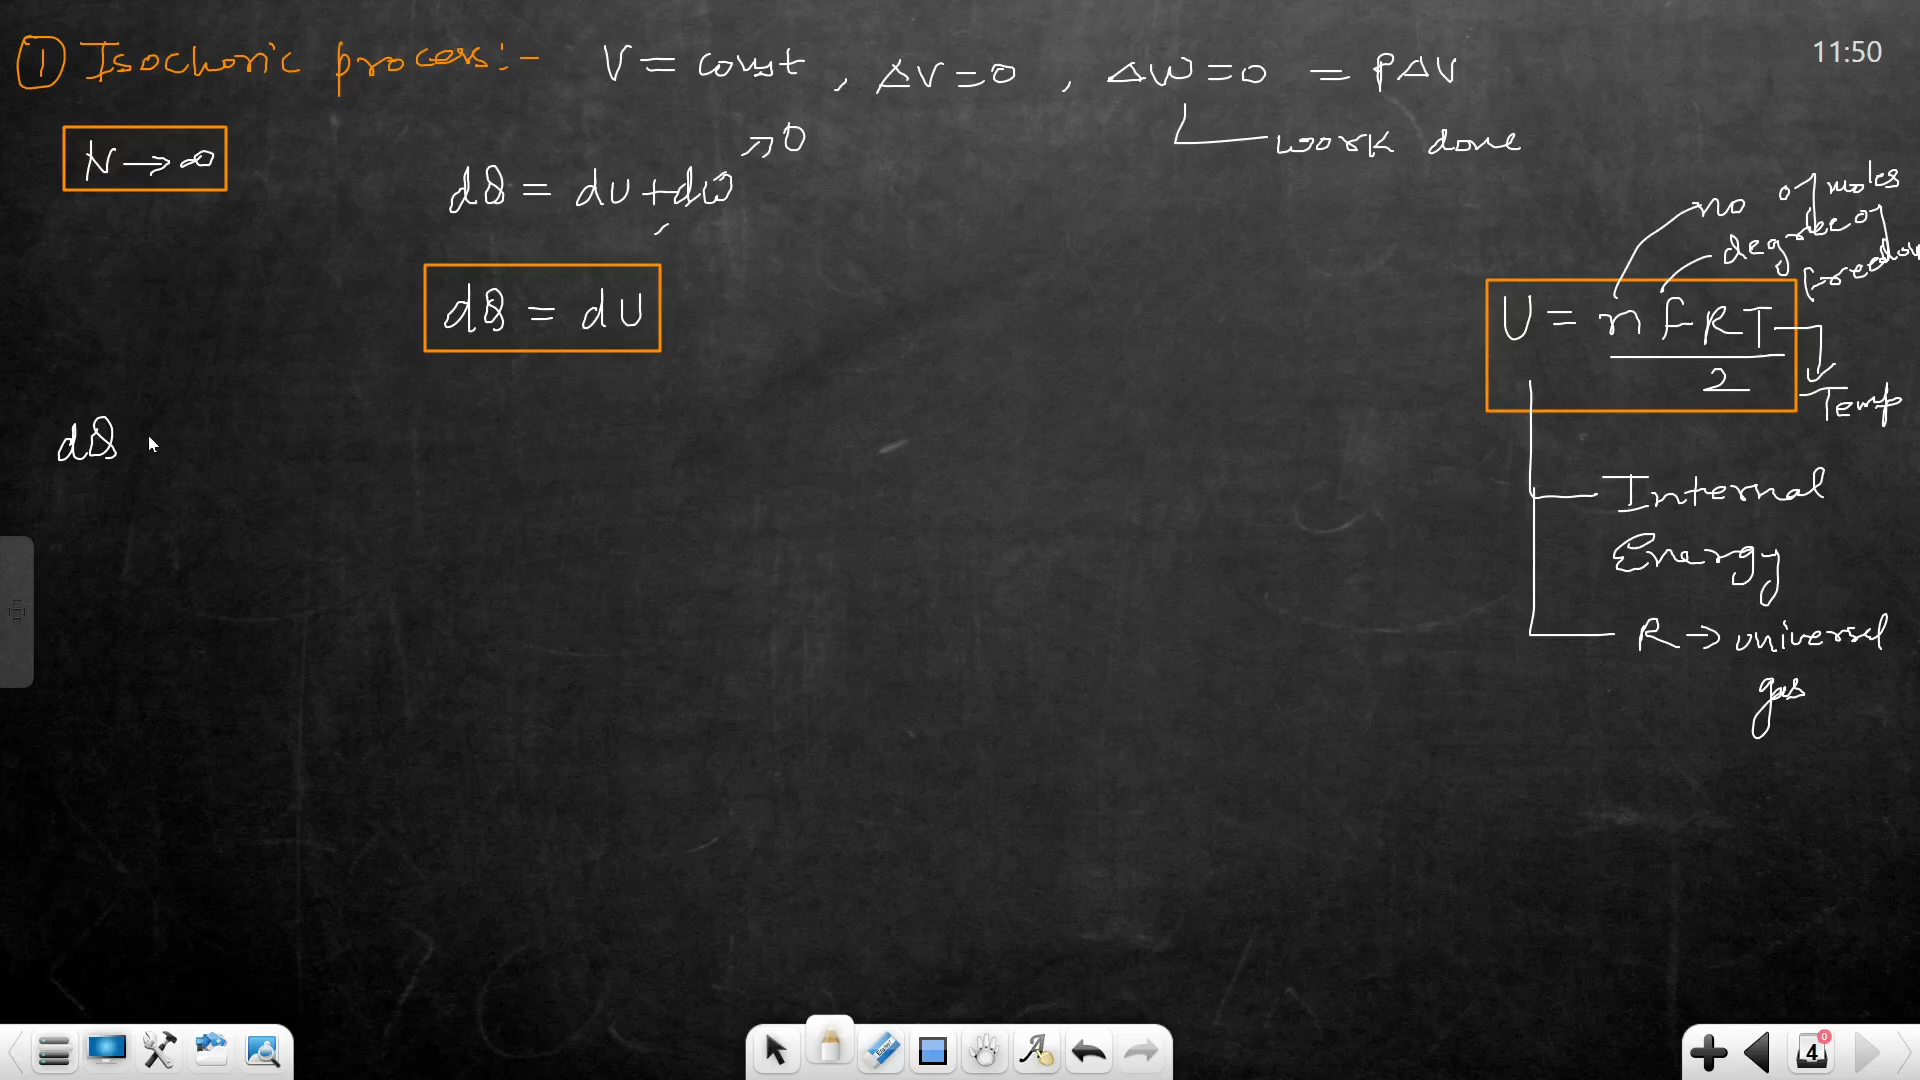 ① Isochoric process:- V = const, ΔV=0, ΔW=0 = PΔV
11:50
work done
N→∞
→0
dQ = dU+dW
no of moles
degree of freedom
dQ = dU
U = nfRT/2
Temp
dQ
Internal
Energy
R → universal
gas
4
0